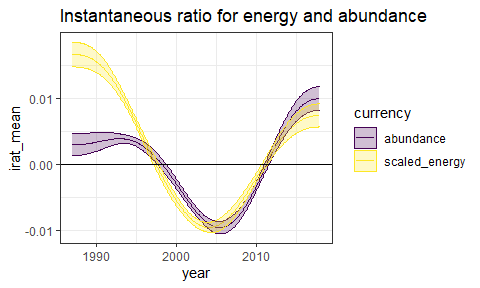 Instantaneous ratio for energy and abundance
irat_mean
0.01
0.00
-0.01
1990
2000
2010
year
currency
abundance
scaled_energy